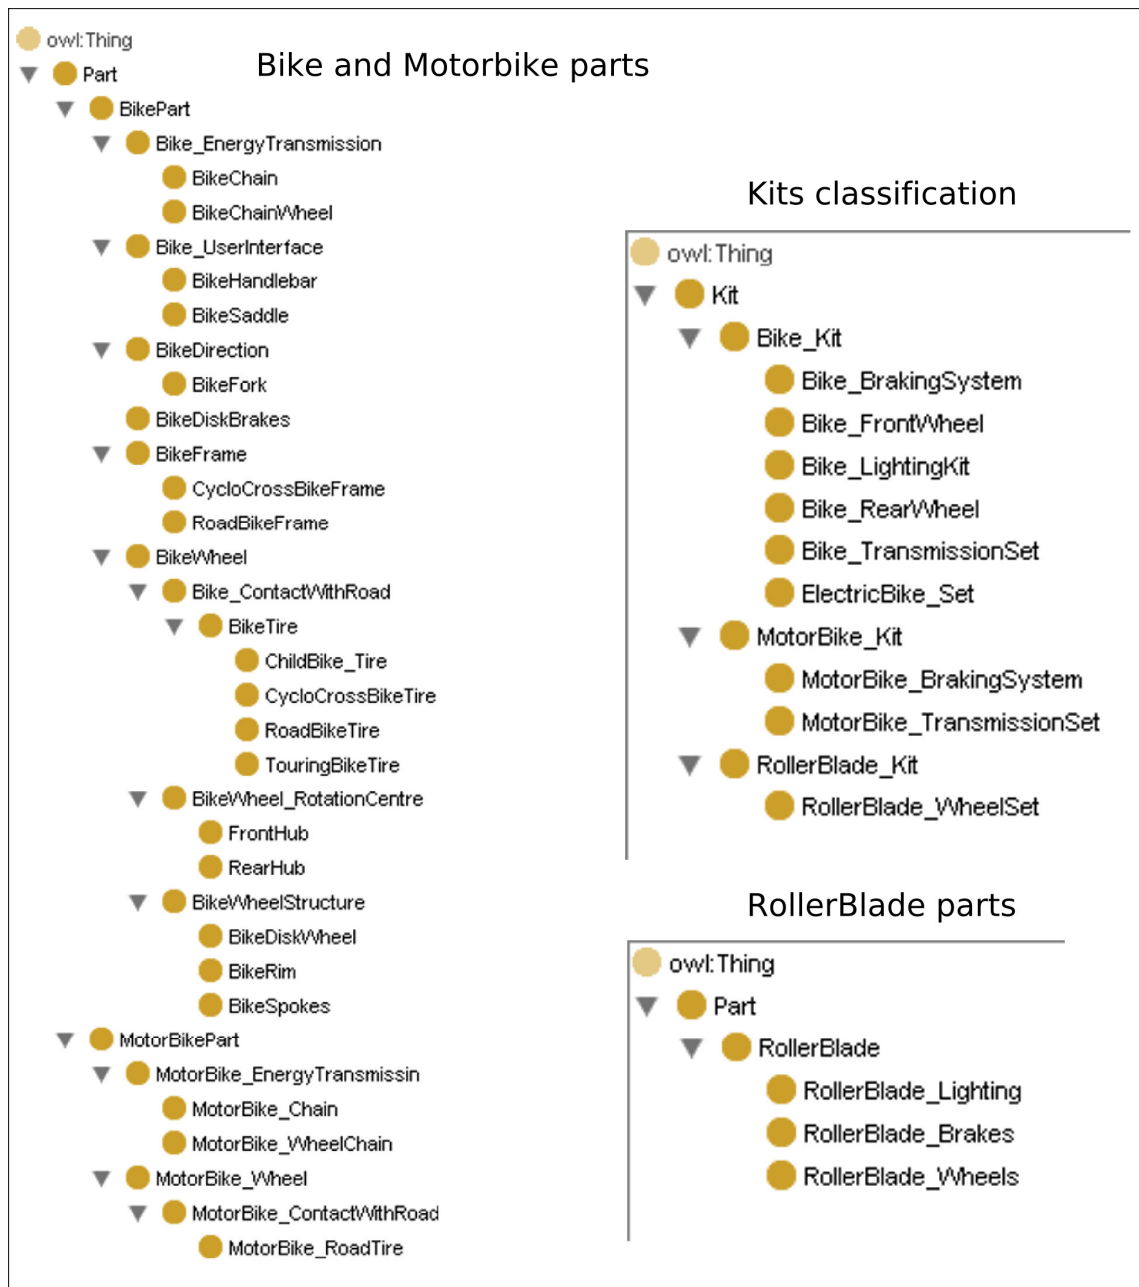 Bike and Motorbike parts
owl:Thing
Part
BikePart
Bike_EnergyTransmission
BikeChain
BikeChainWheel
Bike_UserInterface
BikeHandlebar
BikeSaddle
BikeDirection
BikeFork
BikeDiskBrakes
BikeFrame
CycloCrossBikeFrame
RoadBikeFrame
BikeWheel
Bike_ContactWithRoad
BikeTire
ChildBike_Tire
CycloCrossBikeTire
RoadBikeTire
TouringBikeTire
BikeWheel_RotationCentre
FrontHub
RearHub
BikeWheelStructure
BikeDiskWheel
BikeRim
BikeSpokes
MotorBikePart
MotorBike_EnergyTransmissin
MotorBike_Chain
MotorBike_WheelChain
MotorBike_Wheel
MotorBike_ContactWithRoad
MotorBike_RoadTire
Kits classification
owl:Thing
Kit
Bike_Kit
Bike_BrakingSystem
Bike_FrontWheel
Bike_LightingKit
Bike_RearWheel
Bike_TransmissionSet
ElectricBike_Set
MotorBike_Kit
MotorBike_BrakingSystem
MotorBike_TransmissionSet
RollerBlade_Kit
RollerBlade_WheelSet
RollerBlade parts
owl:Thing
Part
RollerBlade
RollerBlade_Lighting
RollerBlade_Brakes
RollerBlade_Wheels